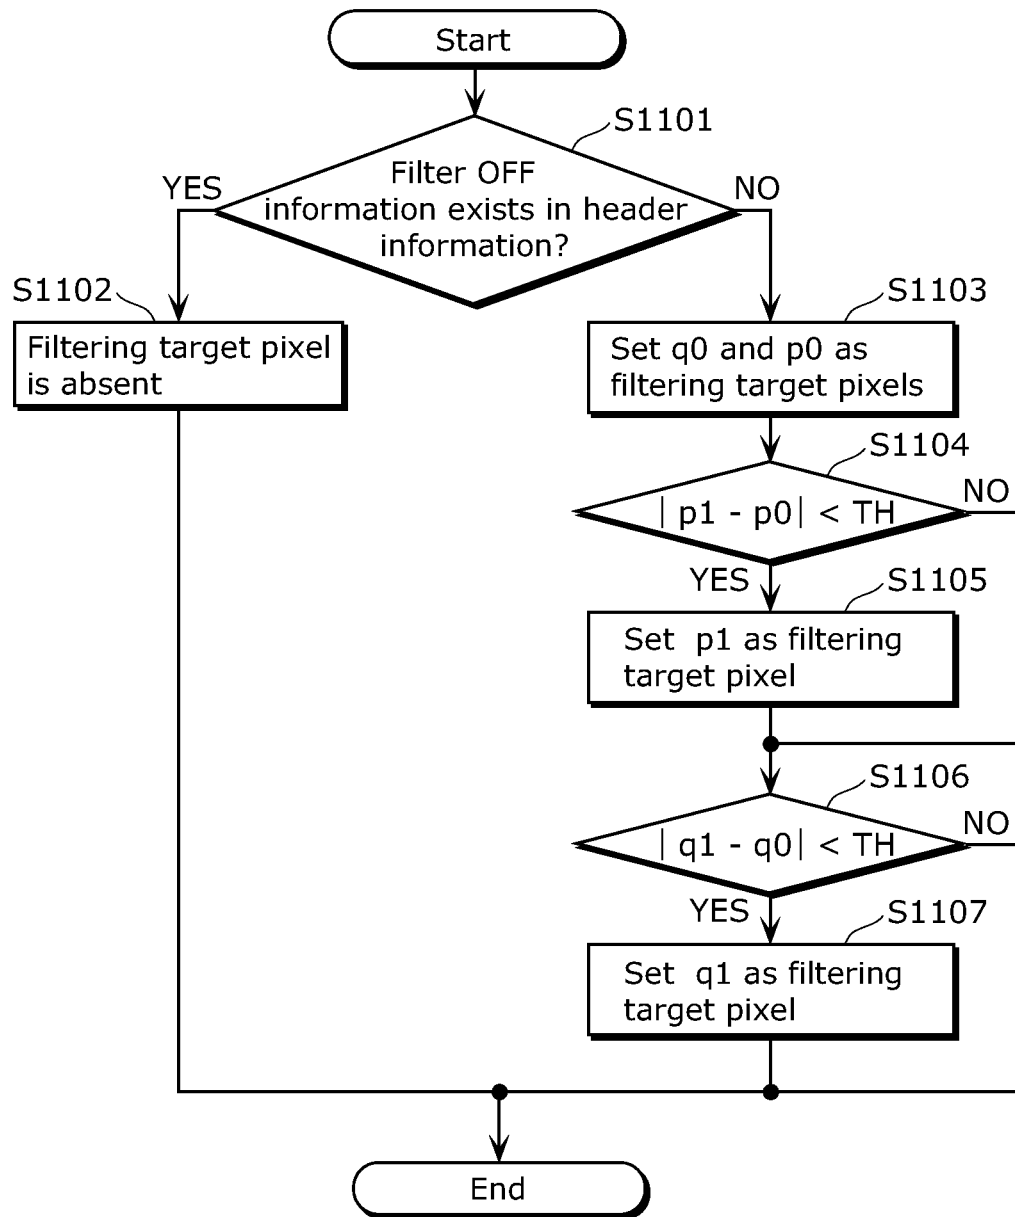 Start
S1101
Filter OFF
information exists in header
information?
YES
NO
S1102
Filtering target pixel
is absent
S1103
Set q0 and p0 as
filtering target pixels
S1104
| p1 - p0| < TH
NO
YES
S1105
Set p1 as filtering
target pixel
S1106
| q1 - q0| < TH
NO
YES
S1107
Set q1 as filtering
target pixel
End